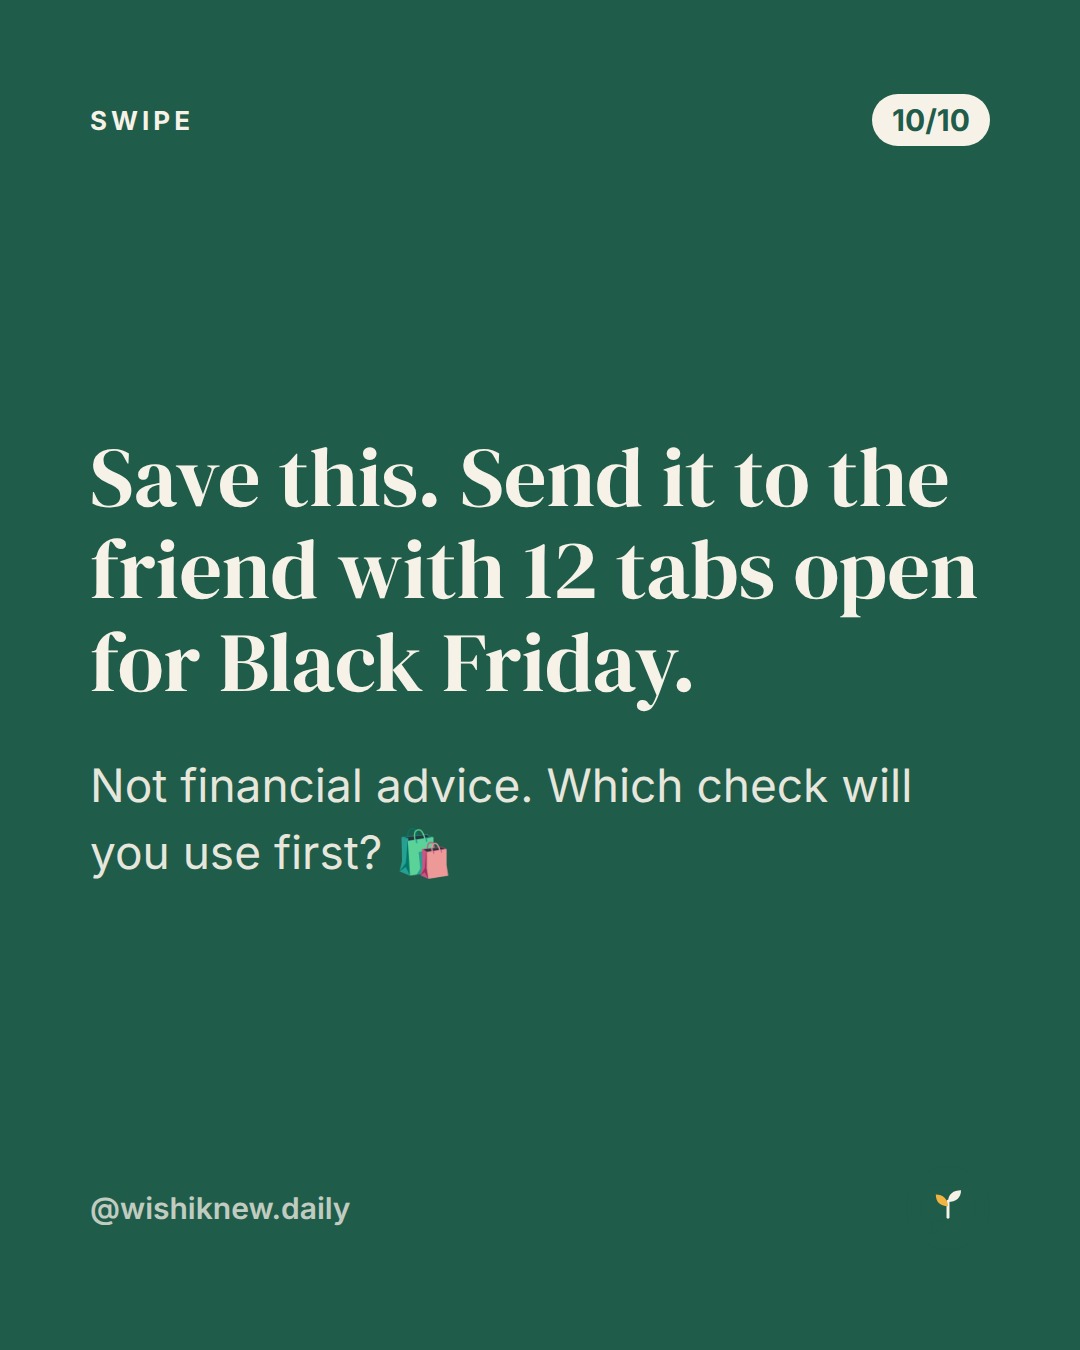 SWIPE
10/10
Save this. Send it to the
friend with 12 tabs open
for Black Friday.
Not financial advice. Which check will
you use first? 🛍️
@wishiknew.daily